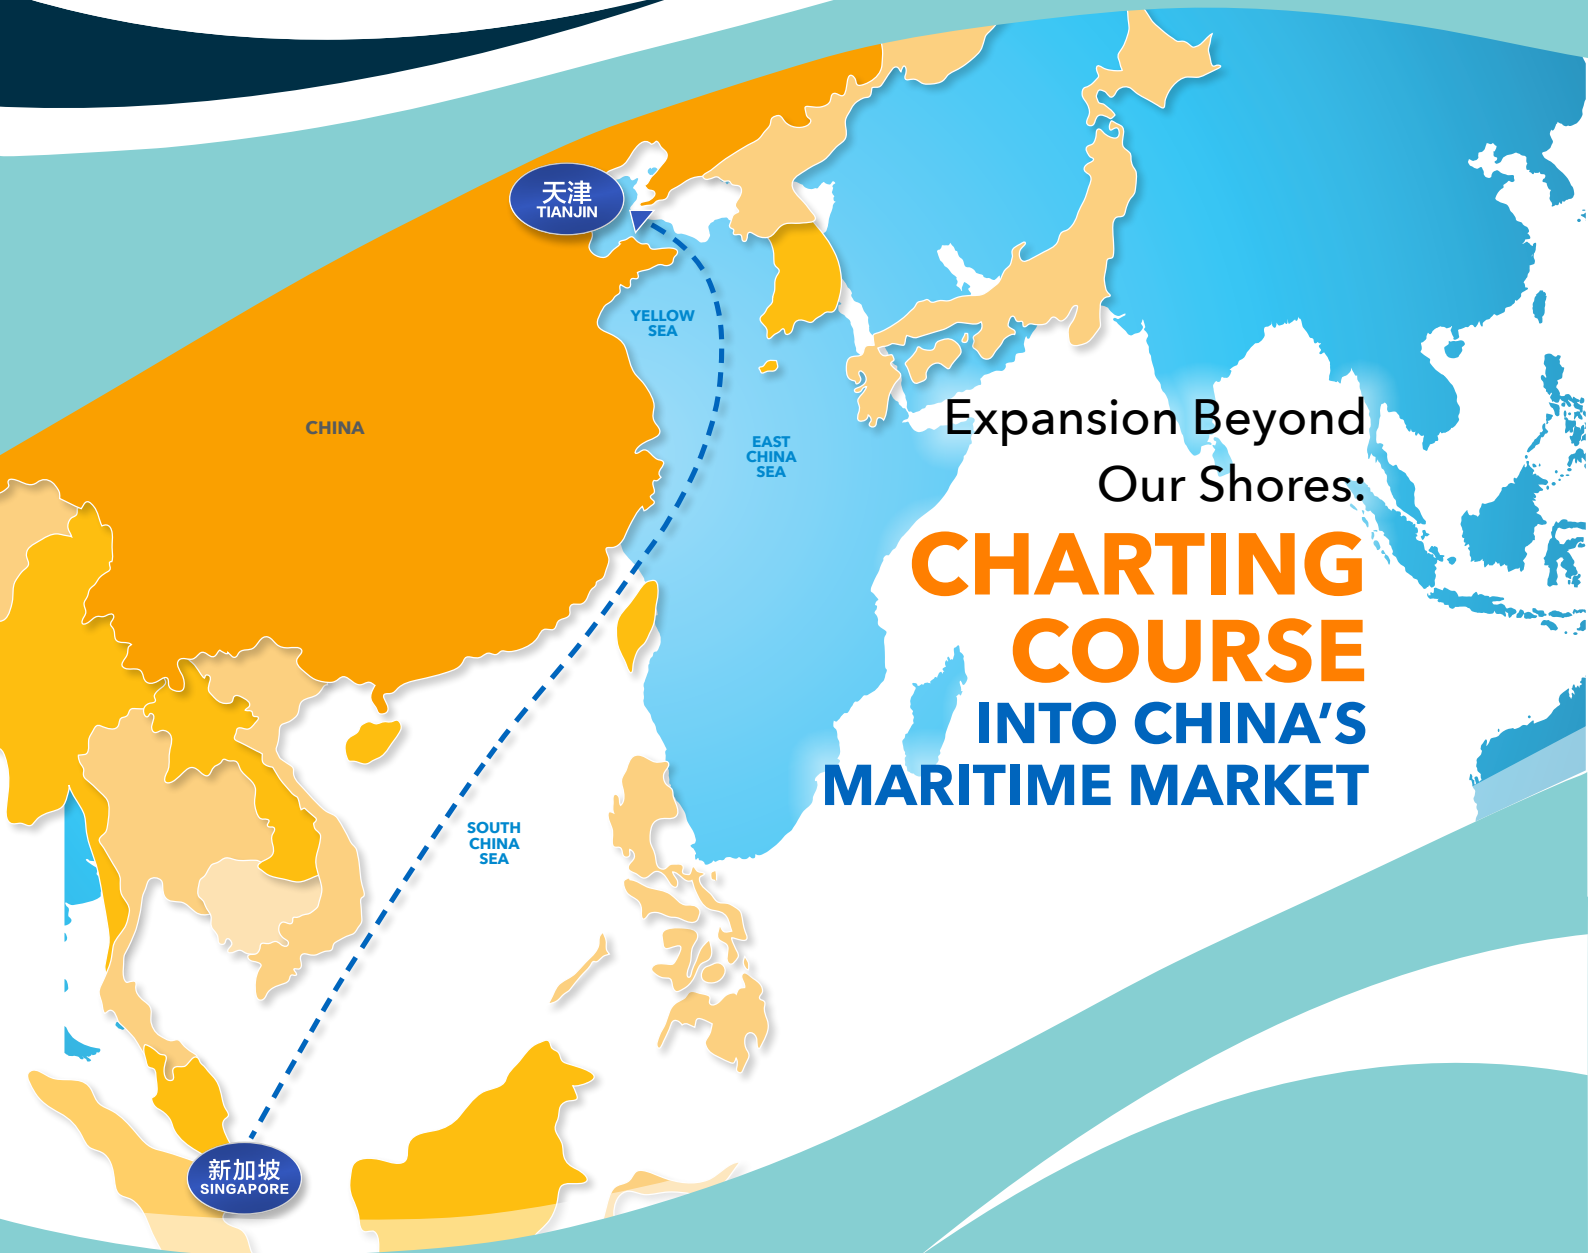 天津
TIANJIN
YELLOW
SEA
CHINA
EAST
CHINA
SEA
Expansion Beyond
Our Shores:
CHARTING
COURSE
INTO CHINA’S
MARITIME MARKET
SOUTH
CHINA
SEA
新加坡
SINGAPORE